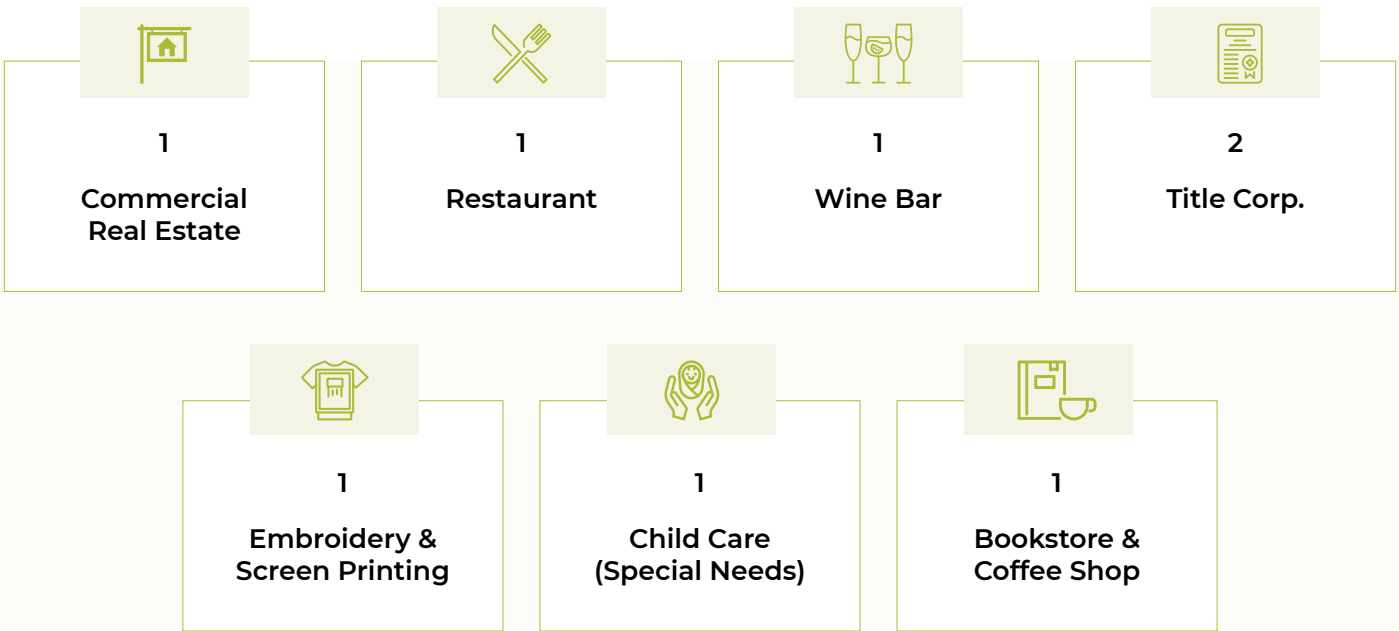 1
Commercial
Real Estate
1
Restaurant
1
Wine Bar
2
Title Corp.
1
Embroidery &
Screen Printing
1
Child Care
(Special Needs)
1
Bookstore &
Coffee Shop